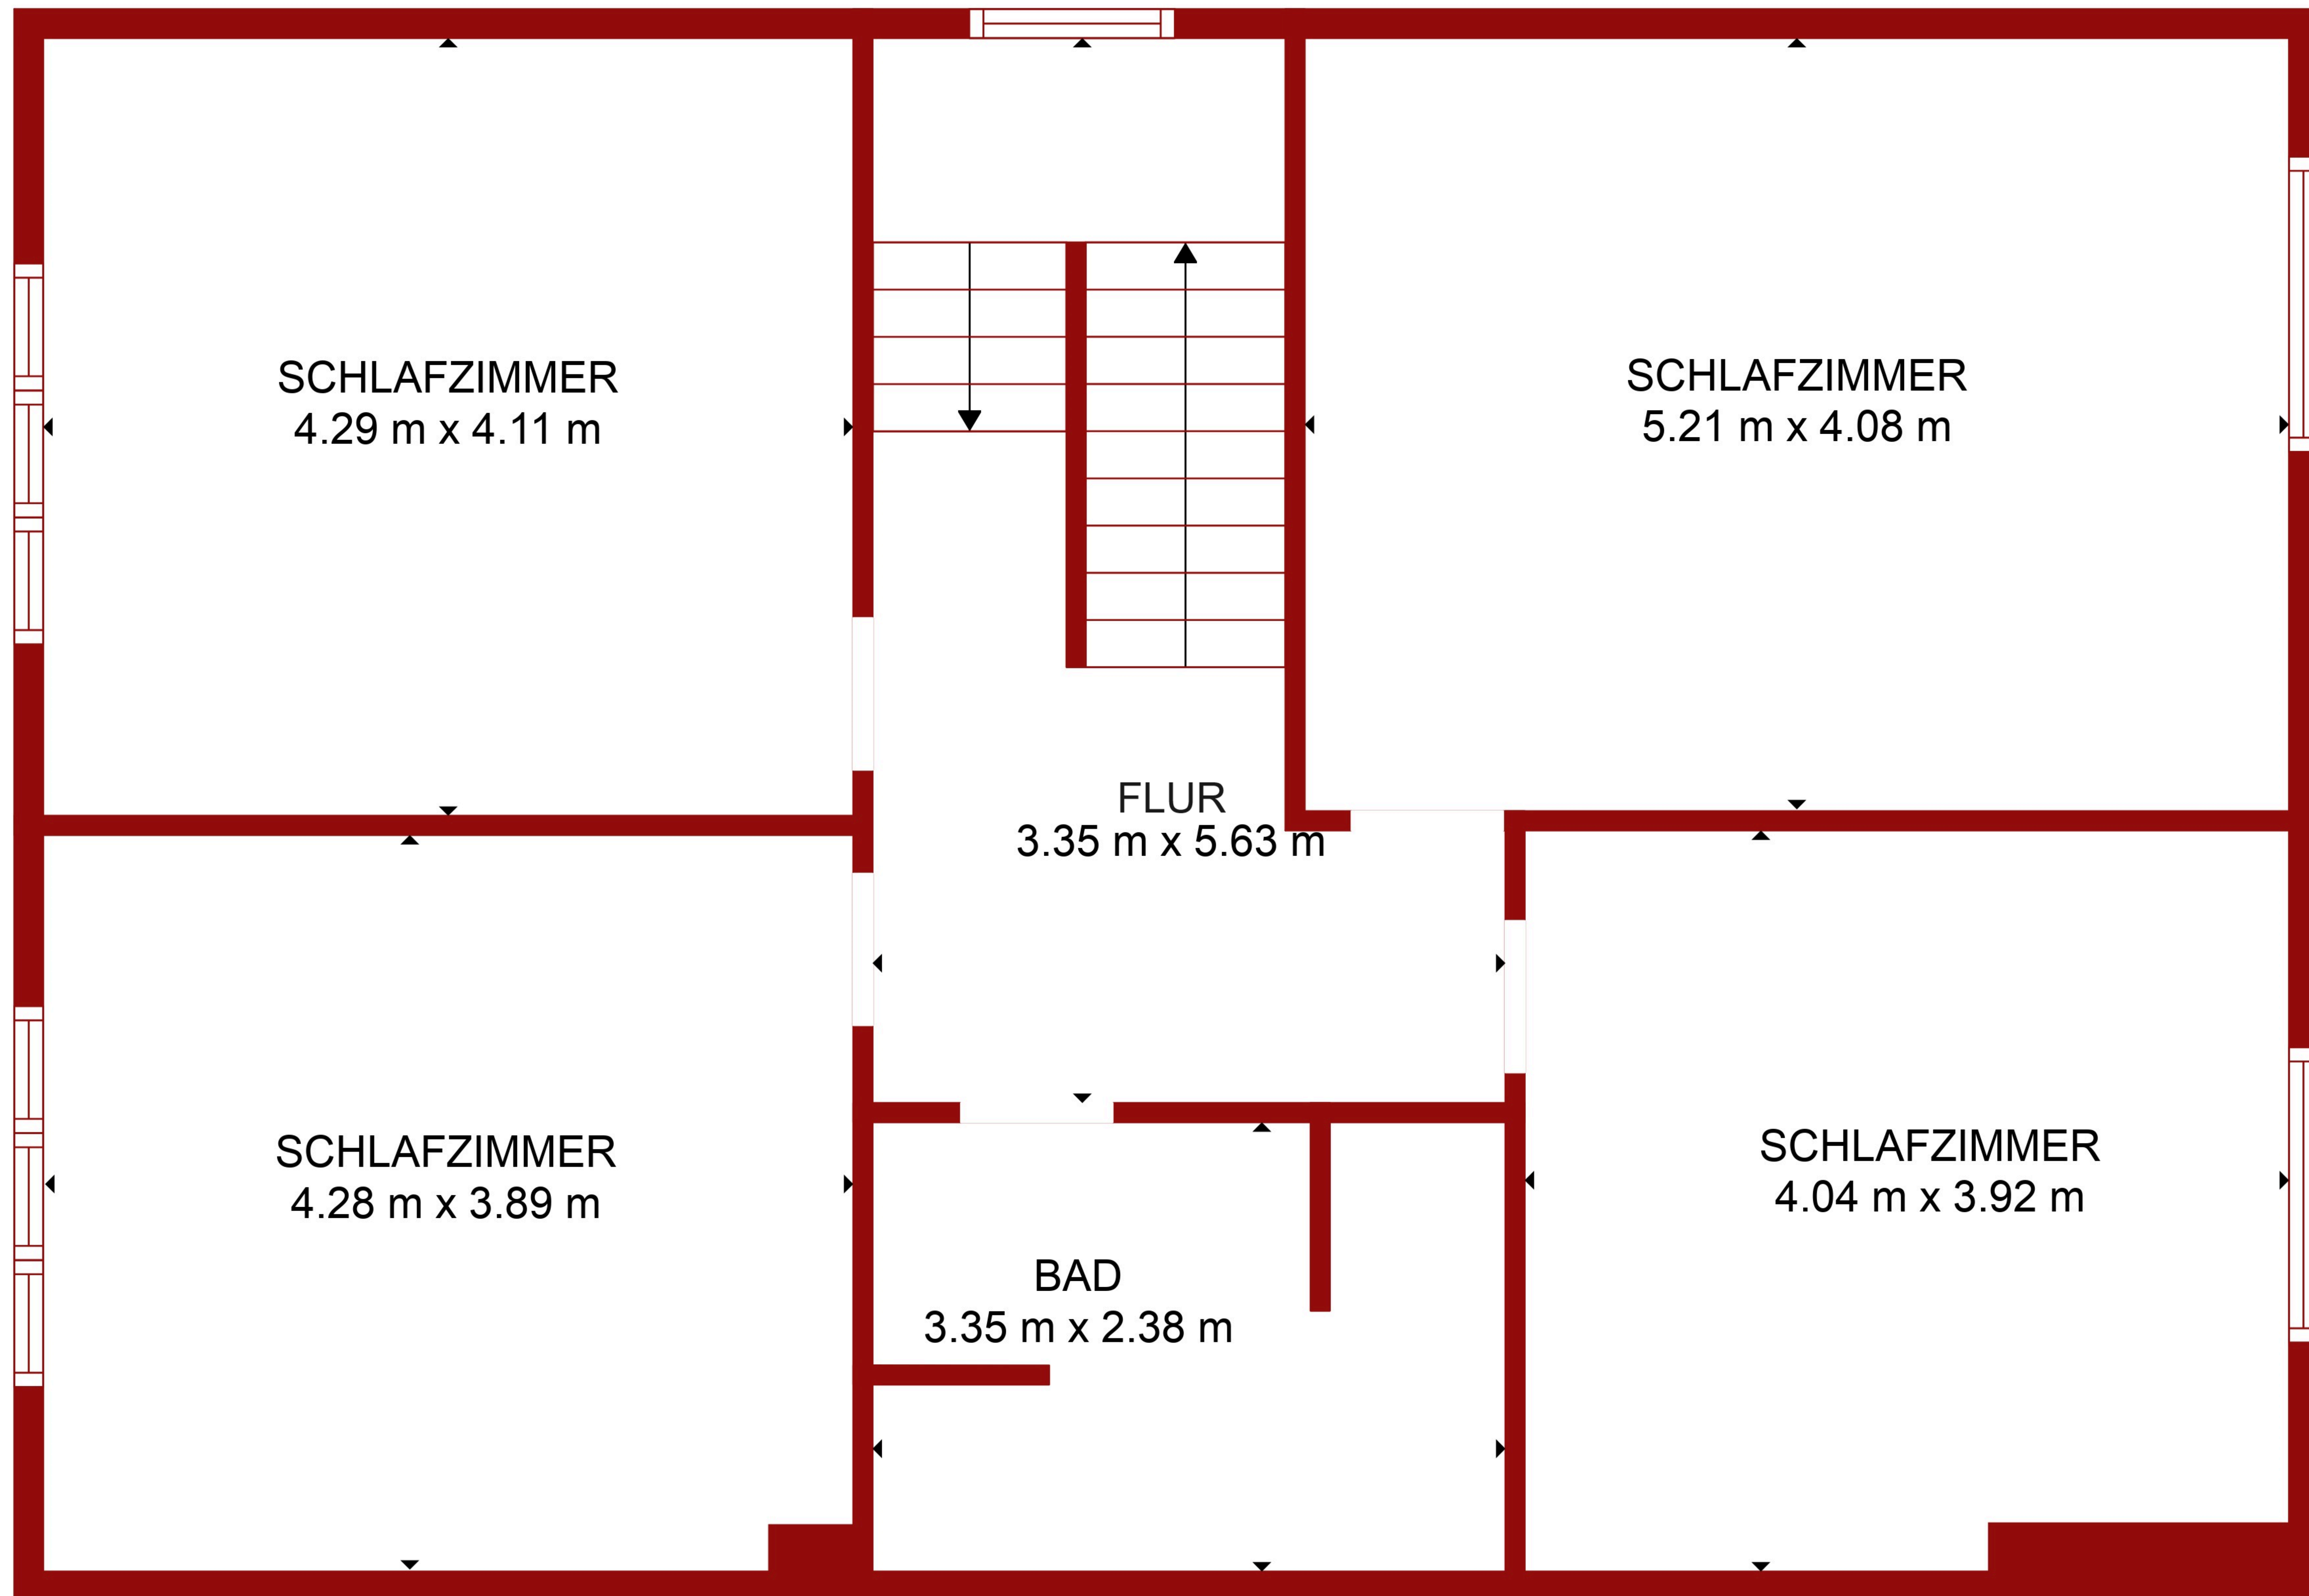 SCHLAFZIMMER
4.29 m x 4.11 m
SCHLAFZIMMER
5.21 m x 4.08 m
FLUR
3.35 m x 5.63 m
SCHLAFZIMMER
4.28 m x 3.89 m
BAD
3.35 m x 2.38 m
SCHLAFZIMMER
4.04 m x 3.92 m